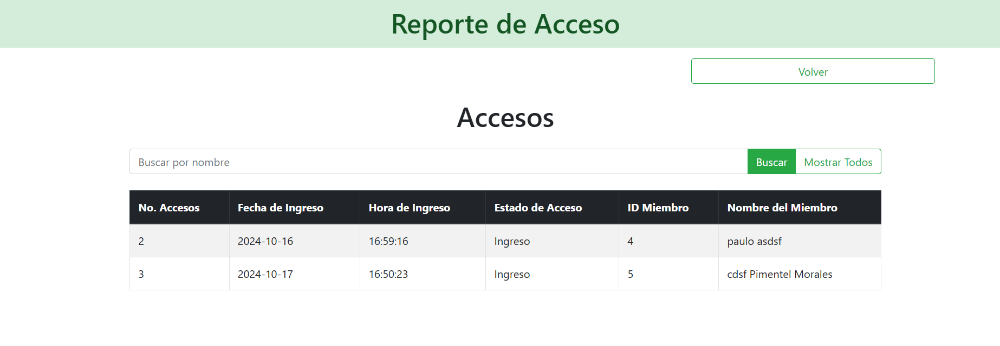 Reporte de Acceso
Volver
Accesos
Buscar por nombre Buscar Mostrar Todos
No. Accesos Fecha de Ingreso Hora de Ingreso Estado de Acceso ID Miembro Nombre del Miembro
2 2024-10-16 16:59:16 Ingreso 4 paulo asdsf
3 2024-10-17 16:50:23 Ingreso 5 cdsf Pimentel Morales